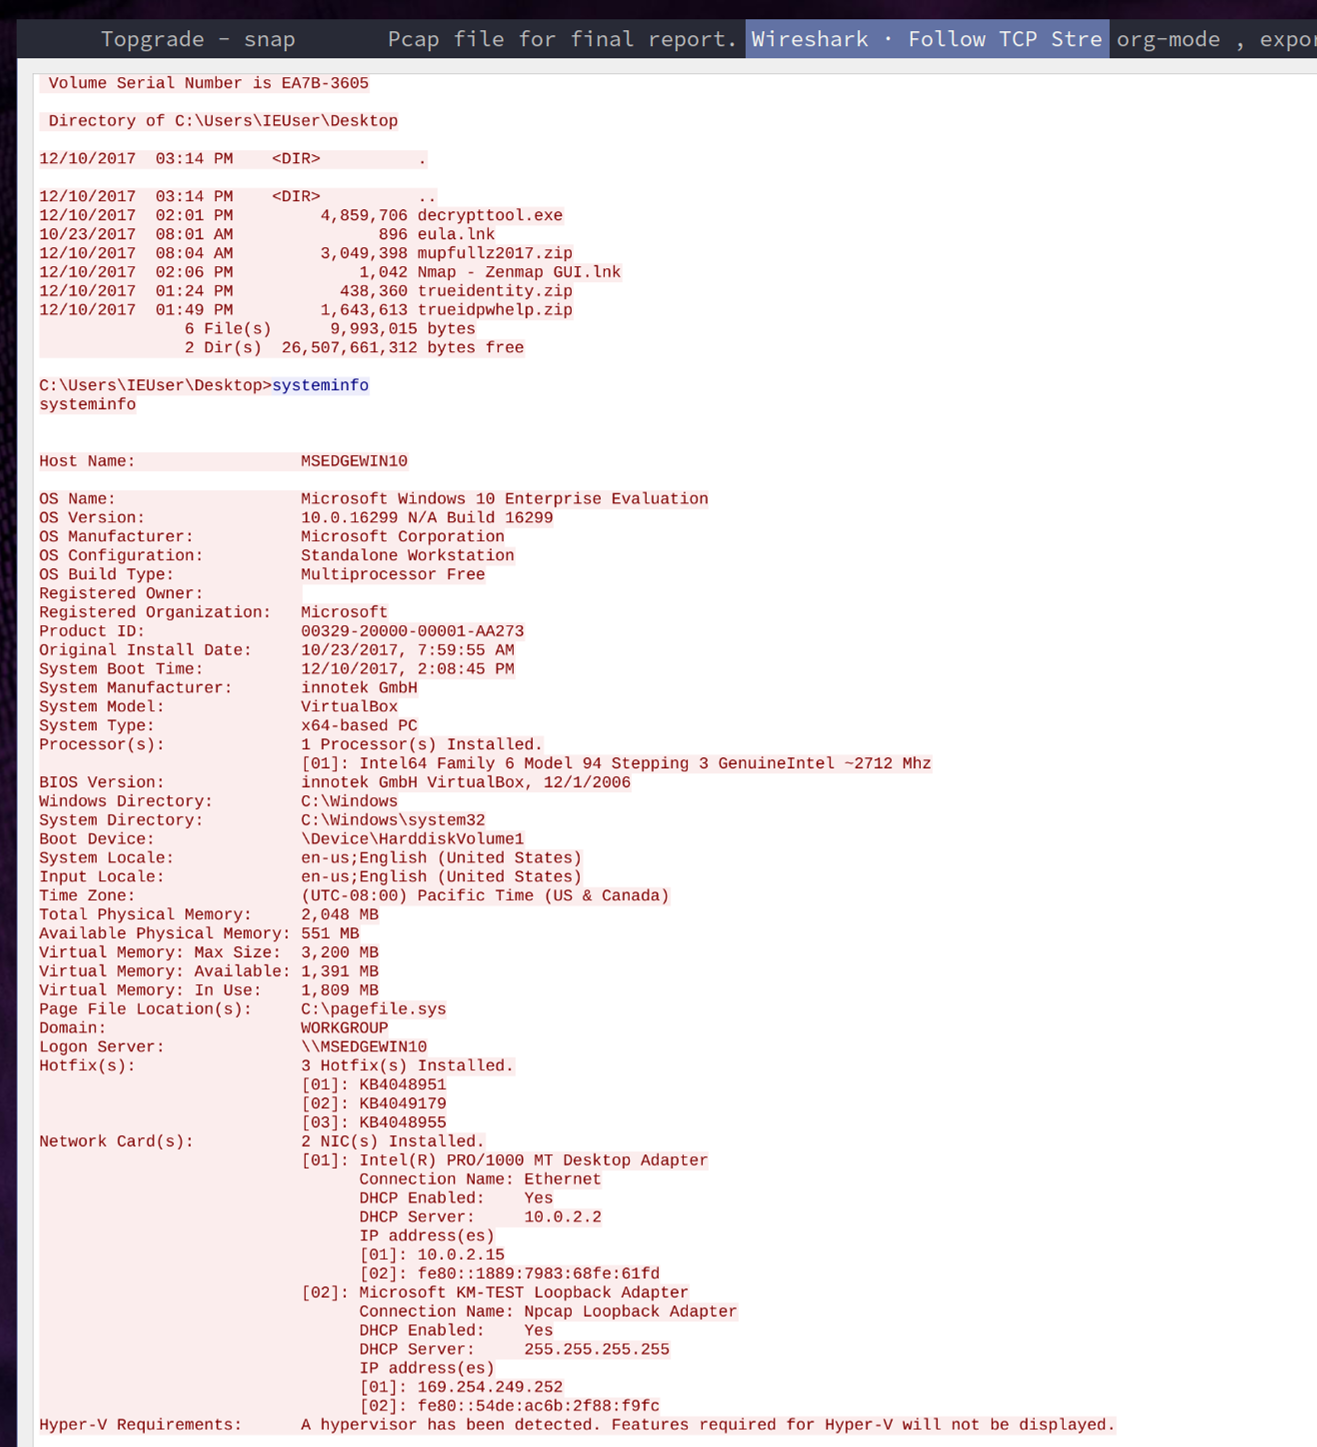 Topgrade - snap Pcap file for final report. Wireshark · Follow TCP Stre org-mode , expor
Volume Serial Number is EA7B-3605
Directory of C:\Users\IEUser\Desktop
12/10/2017  03:14 PM    <DIR>          .
12/10/2017  03:14 PM    <DIR>          ..
12/10/2017  02:01 PM         4,859,706 decrypttool.exe
10/23/2017  08:01 AM               896 eula.lnk
12/10/2017  08:04 AM         3,049,398 mupfullz2017.zip
12/10/2017  02:06 PM             1,042 Nmap - Zenmap GUI.lnk
12/10/2017  01:24 PM           438,360 trueidentity.zip
12/10/2017  01:49 PM         1,643,613 trueidpwhelp.zip
               6 File(s)      9,993,015 bytes
               2 Dir(s)  26,507,661,312 bytes free
C:\Users\IEUser\Desktop>systeminfo
systeminfo
Host Name:                 MSEDGEWIN10
OS Name:                   Microsoft Windows 10 Enterprise Evaluation
OS Version:                10.0.16299 N/A Build 16299
OS Manufacturer:           Microsoft Corporation
OS Configuration:          Standalone Workstation
OS Build Type:             Multiprocessor Free
Registered Owner:
Registered Organization:   Microsoft
Product ID:                00329-20000-00001-AA273
Original Install Date:     10/23/2017, 7:59:55 AM
System Boot Time:          12/10/2017, 2:08:45 PM
System Manufacturer:       innotek GmbH
System Model:              VirtualBox
System Type:               x64-based PC
Processor(s):              1 Processor(s) Installed.
                           [01]: Intel64 Family 6 Model 94 Stepping 3 GenuineIntel ~2712 Mhz
BIOS Version:              innotek GmbH VirtualBox, 12/1/2006
Windows Directory:         C:\Windows
System Directory:          C:\Windows\system32
Boot Device:               \Device\HarddiskVolume1
System Locale:             en-us;English (United States)
Input Locale:              en-us;English (United States)
Time Zone:                 (UTC-08:00) Pacific Time (US & Canada)
Total Physical Memory:     2,048 MB
Available Physical Memory: 551 MB
Virtual Memory: Max Size:  3,200 MB
Virtual Memory: Available: 1,391 MB
Virtual Memory: In Use:    1,809 MB
Page File Location(s):     C:\pagefile.sys
Domain:                    WORKGROUP
Logon Server:              \\MSEDGEWIN10
Hotfix(s):                 3 Hotfix(s) Installed.
                           [01]: KB4048951
                           [02]: KB4049179
                           [03]: KB4048955
Network Card(s):           2 NIC(s) Installed.
                           [01]: Intel(R) PRO/1000 MT Desktop Adapter
                                 Connection Name: Ethernet
                                 DHCP Enabled:    Yes
                                 DHCP Server:     10.0.2.2
                                 IP address(es)
                                 [01]: 10.0.2.15
                                 [02]: fe80::1889:7983:68fe:61fd
                           [02]: Microsoft KM-TEST Loopback Adapter
                                 Connection Name: Npcap Loopback Adapter
                                 DHCP Enabled:    Yes
                                 DHCP Server:     255.255.255.255
                                 IP address(es)
                                 [01]: 169.254.249.252
                                 [02]: fe80::54de:ac6b:2f88:f9fc
Hyper-V Requirements:      A hypervisor has been detected. Features required for Hyper-V will not be displayed.